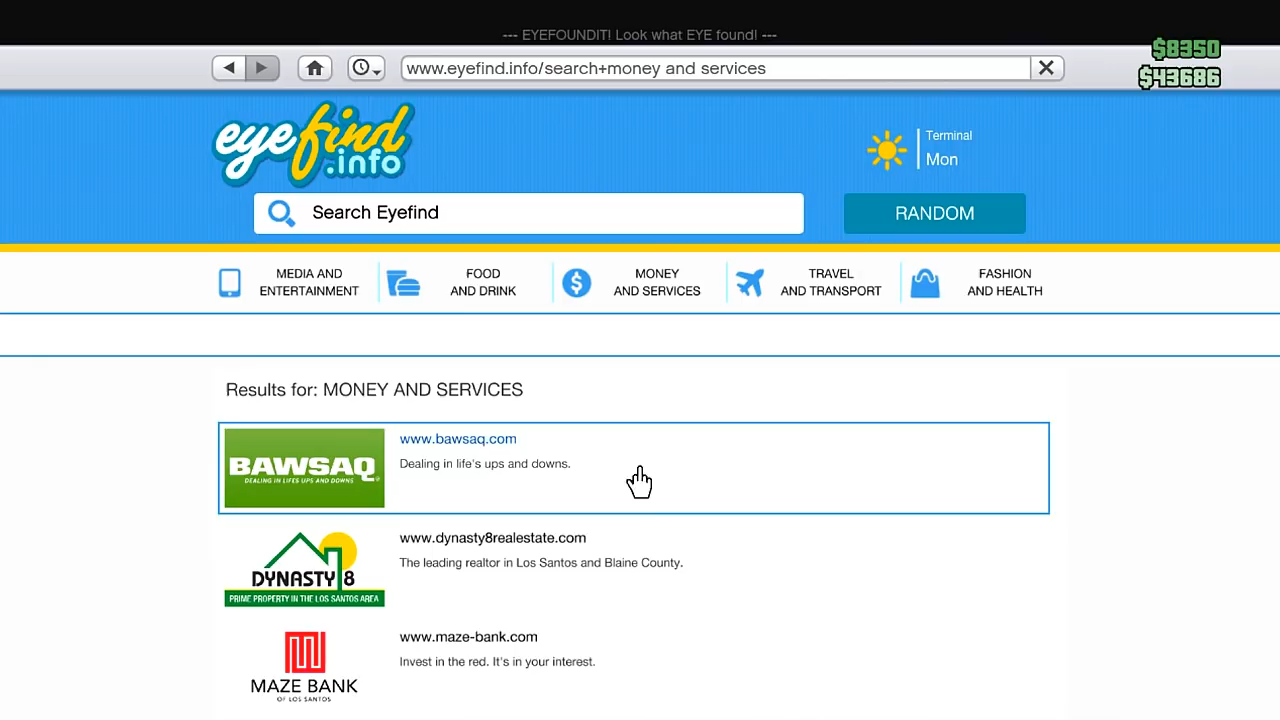 --- EYEFOUNDIT! Look what EYE found! ---
$8350
$43686
www.eyefind.info/search+money and services
eyefind
.info
Terminal
Mon
Search Eyefind
RANDOM
MEDIA AND
ENTERTAINMENT
FOOD
AND DRINK
MONEY
AND SERVICES
TRAVEL
AND TRANSPORT
FASHION
AND HEALTH
Results for: MONEY AND SERVICES
BAWSAQ
DEALING IN LIFES UPS AND DOWNS
www.bawsaq.com
Dealing in life's ups and downs.
DYNASTY 8
PRIME PROPERTY IN THE LOS SANTOS AREA
www.dynasty8realestate.com
The leading realtor in Los Santos and Blaine County.
MAZE BANK
OF LOS SANTOS
www.maze-bank.com
Invest in the red. It's in your interest.